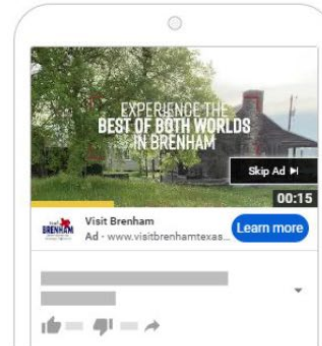 EXPERIENCE THE
BEST OF BOTH WORLDS
IN BRENHAM
Skip Ad
00:15
Visit
BRENHAM
Visit Brenham
Ad - www.visitbrenhamtexas...
Learn more